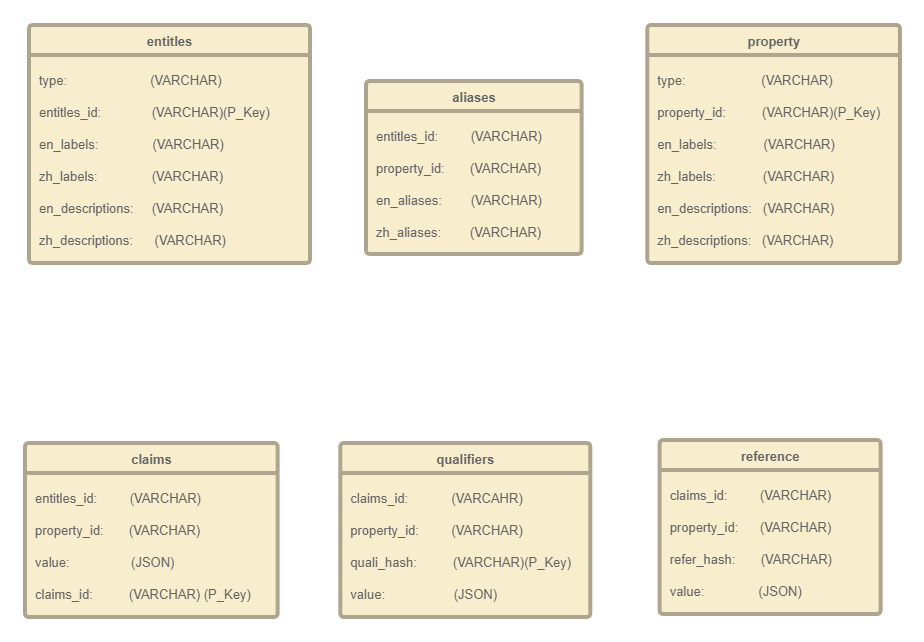 entitles
type: (VARCHAR)
entitles_id: (VARCHAR)(P_Key)
en_labels: (VARCHAR)
zh_labels: (VARCHAR)
en_descriptions: (VARCHAR)
zh_descriptions: (VARCHAR)
aliases
entitles_id: (VARCHAR)
property_id: (VARCHAR)
en_aliases: (VARCHAR)
zh_aliases: (VARCHAR)
property
type: (VARCHAR)
property_id: (VARCHAR)(P_Key)
en_labels: (VARCHAR)
zh_labels: (VARCHAR)
en_descriptions: (VARCHAR)
zh_descriptions: (VARCHAR)
claims
entitles_id: (VARCHAR)
property_id: (VARCHAR)
value: (JSON)
claims_id: (VARCHAR) (P_Key)
qualifiers
claims_id: (VARCAHR)
property_id: (VARCHAR)
quali_hash: (VARCHAR)(P_Key)
value: (JSON)
reference
claims_id: (VARCHAR)
property_id: (VARCHAR)
refer_hash: (VARCHAR)
value: (JSON)